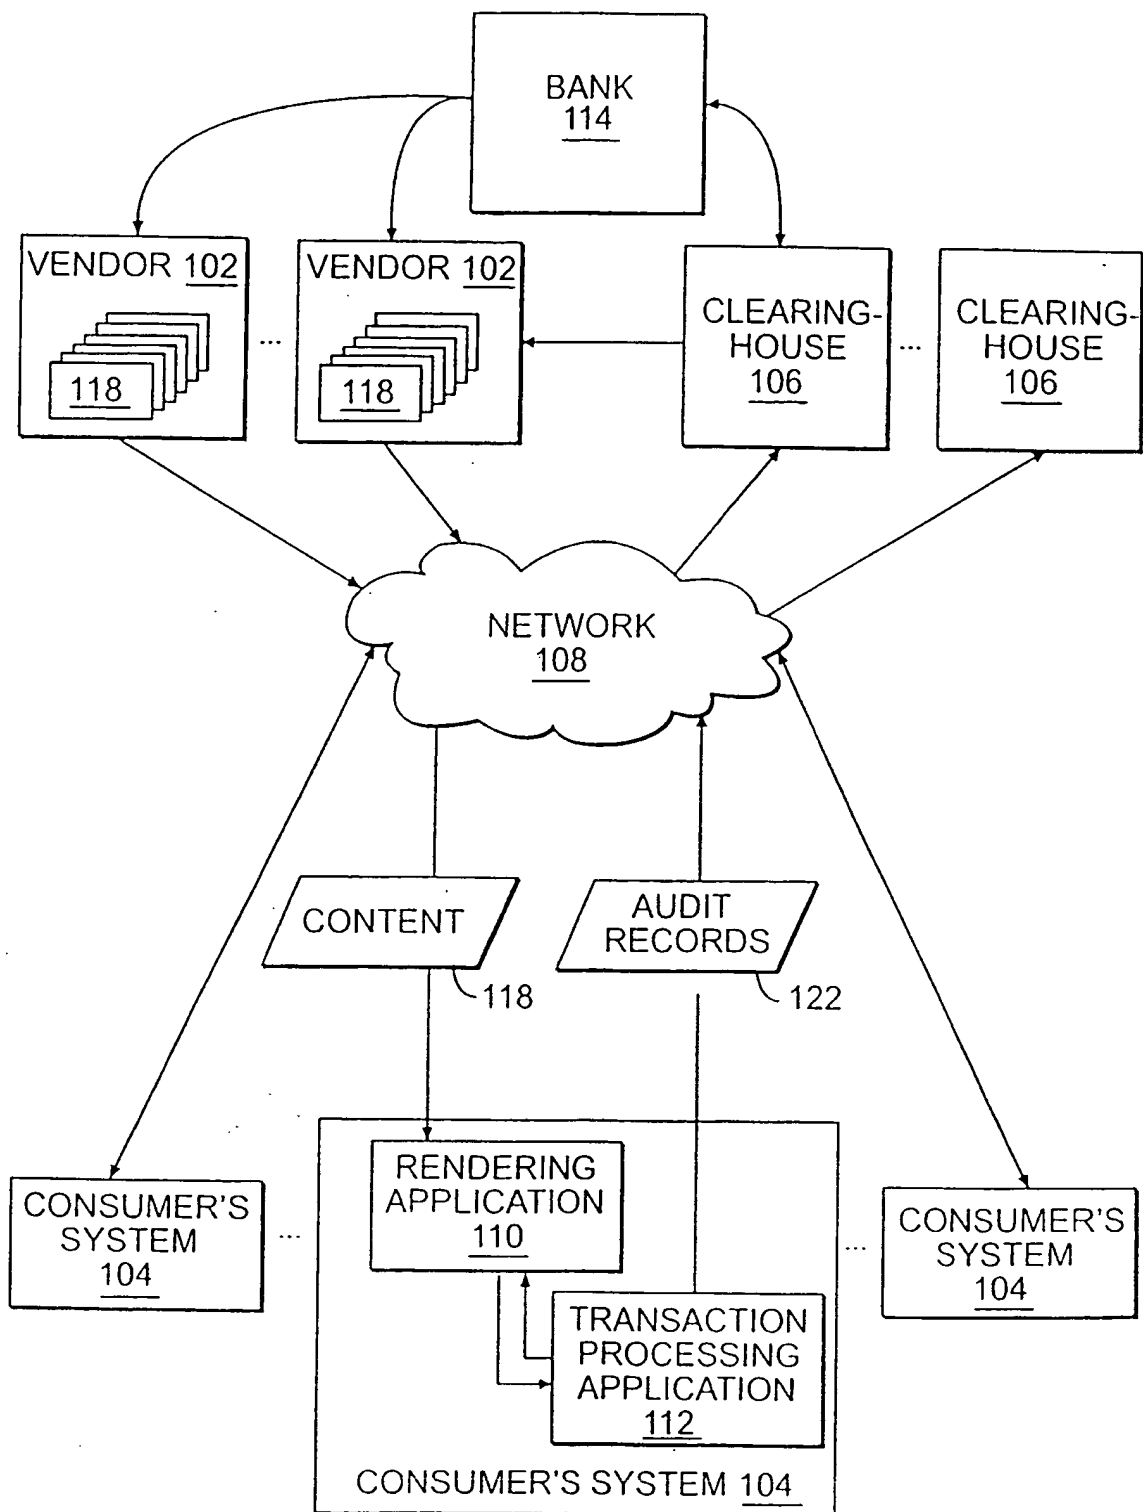 BANK
114
VENDOR 102
118
...
VENDOR 102
118
CLEARING-
HOUSE
106
...
CLEARING-
HOUSE
106
NETWORK
108
CONTENT
118
AUDIT
RECORDS
122
CONSUMER'S
SYSTEM
104
...
RENDERING
APPLICATION
110
TRANSACTION
PROCESSING
APPLICATION
112
CONSUMER'S SYSTEM 104
...
CONSUMER'S
SYSTEM
104